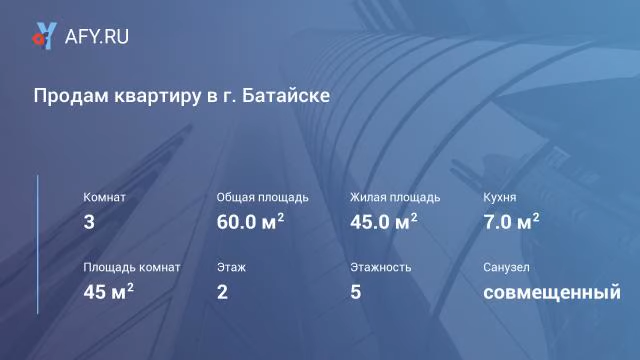 AFY.RU
Продам квартиру в г. Батайске
Комнат
Общая площадь
Жилая площадь
Кухня
3
60.0 м²
45.0 м²
7.0 м²
Площадь комнат
Этаж
Этажность
Санузел
45 м²
2
5
совмещенный